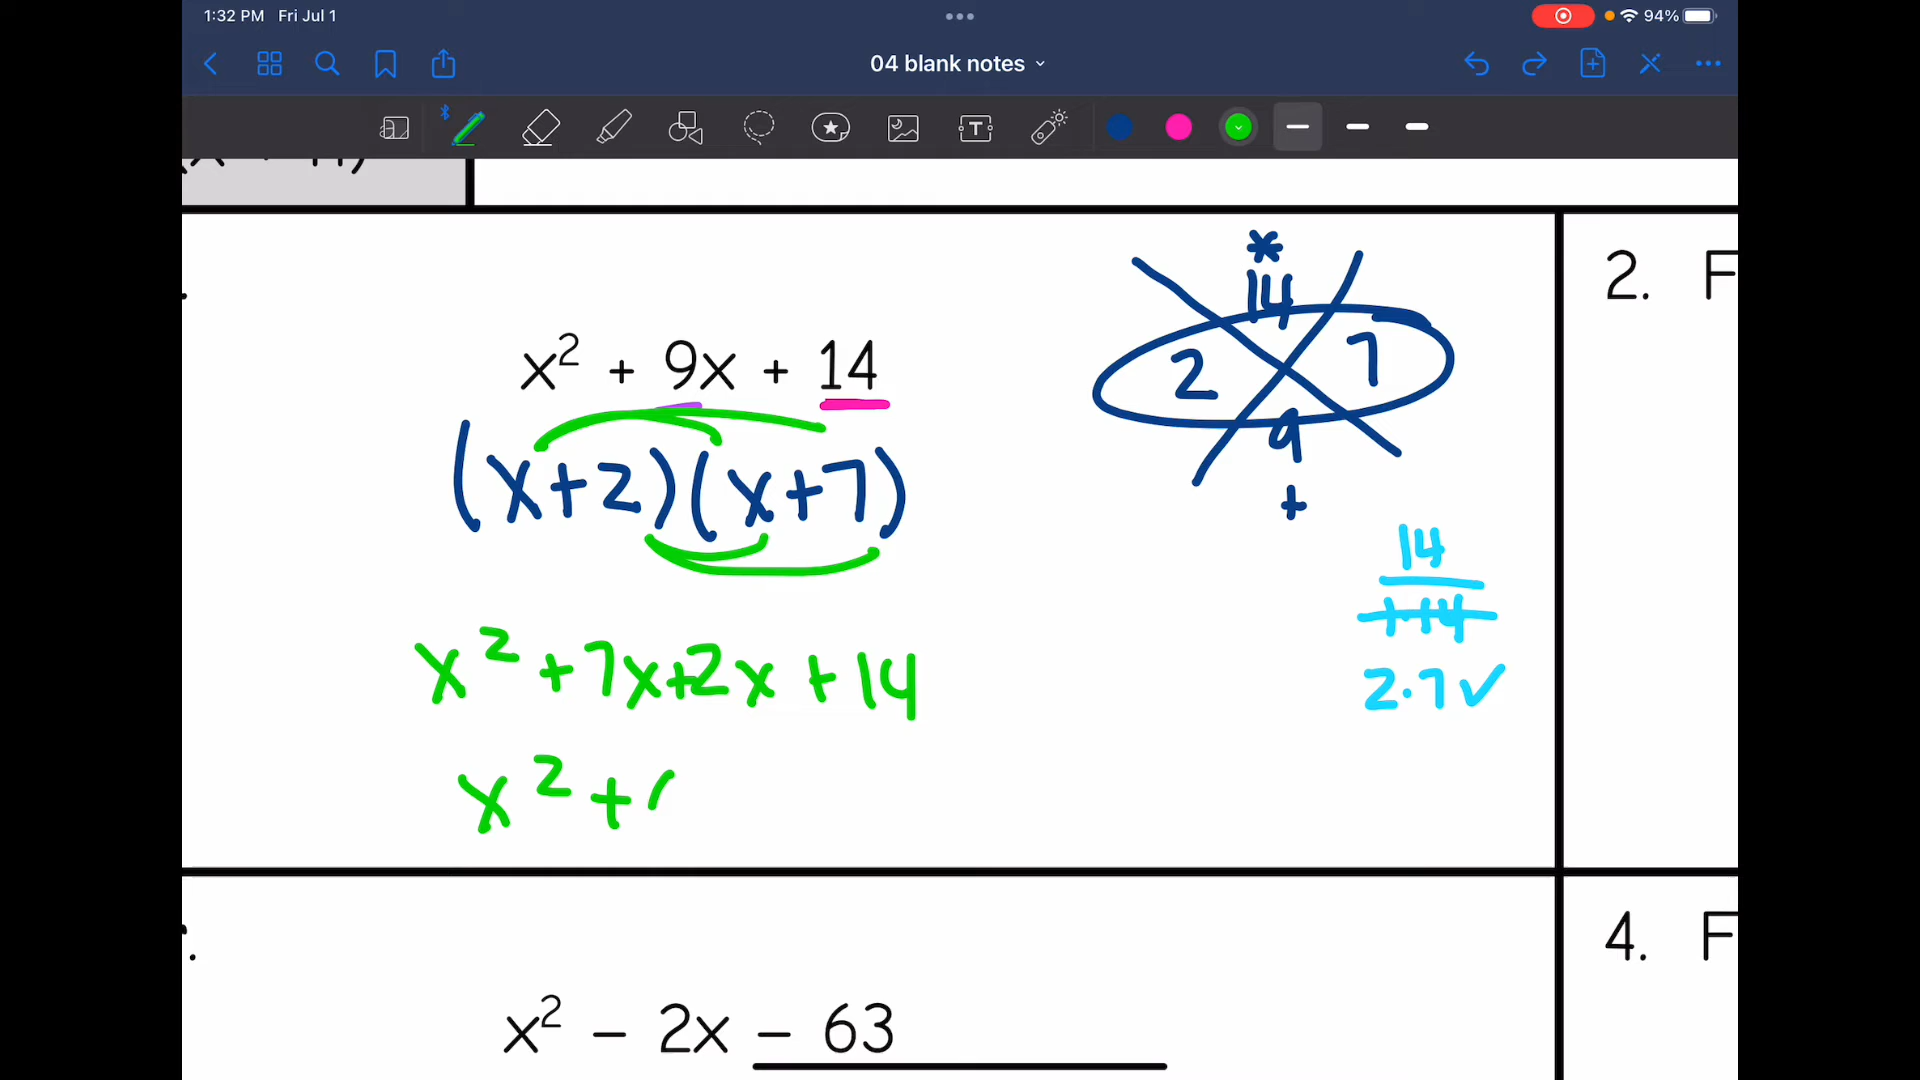 1:32 PM Fri Jul 1
94%
04 blank notes
x² + 9x + 14
(x+2)(x+7)
x² + 7x + 2x + 14
x² +
*
14
2 7
9
+
14
1·14
2·7✓
2. F
x² − 2x − 63
4. F